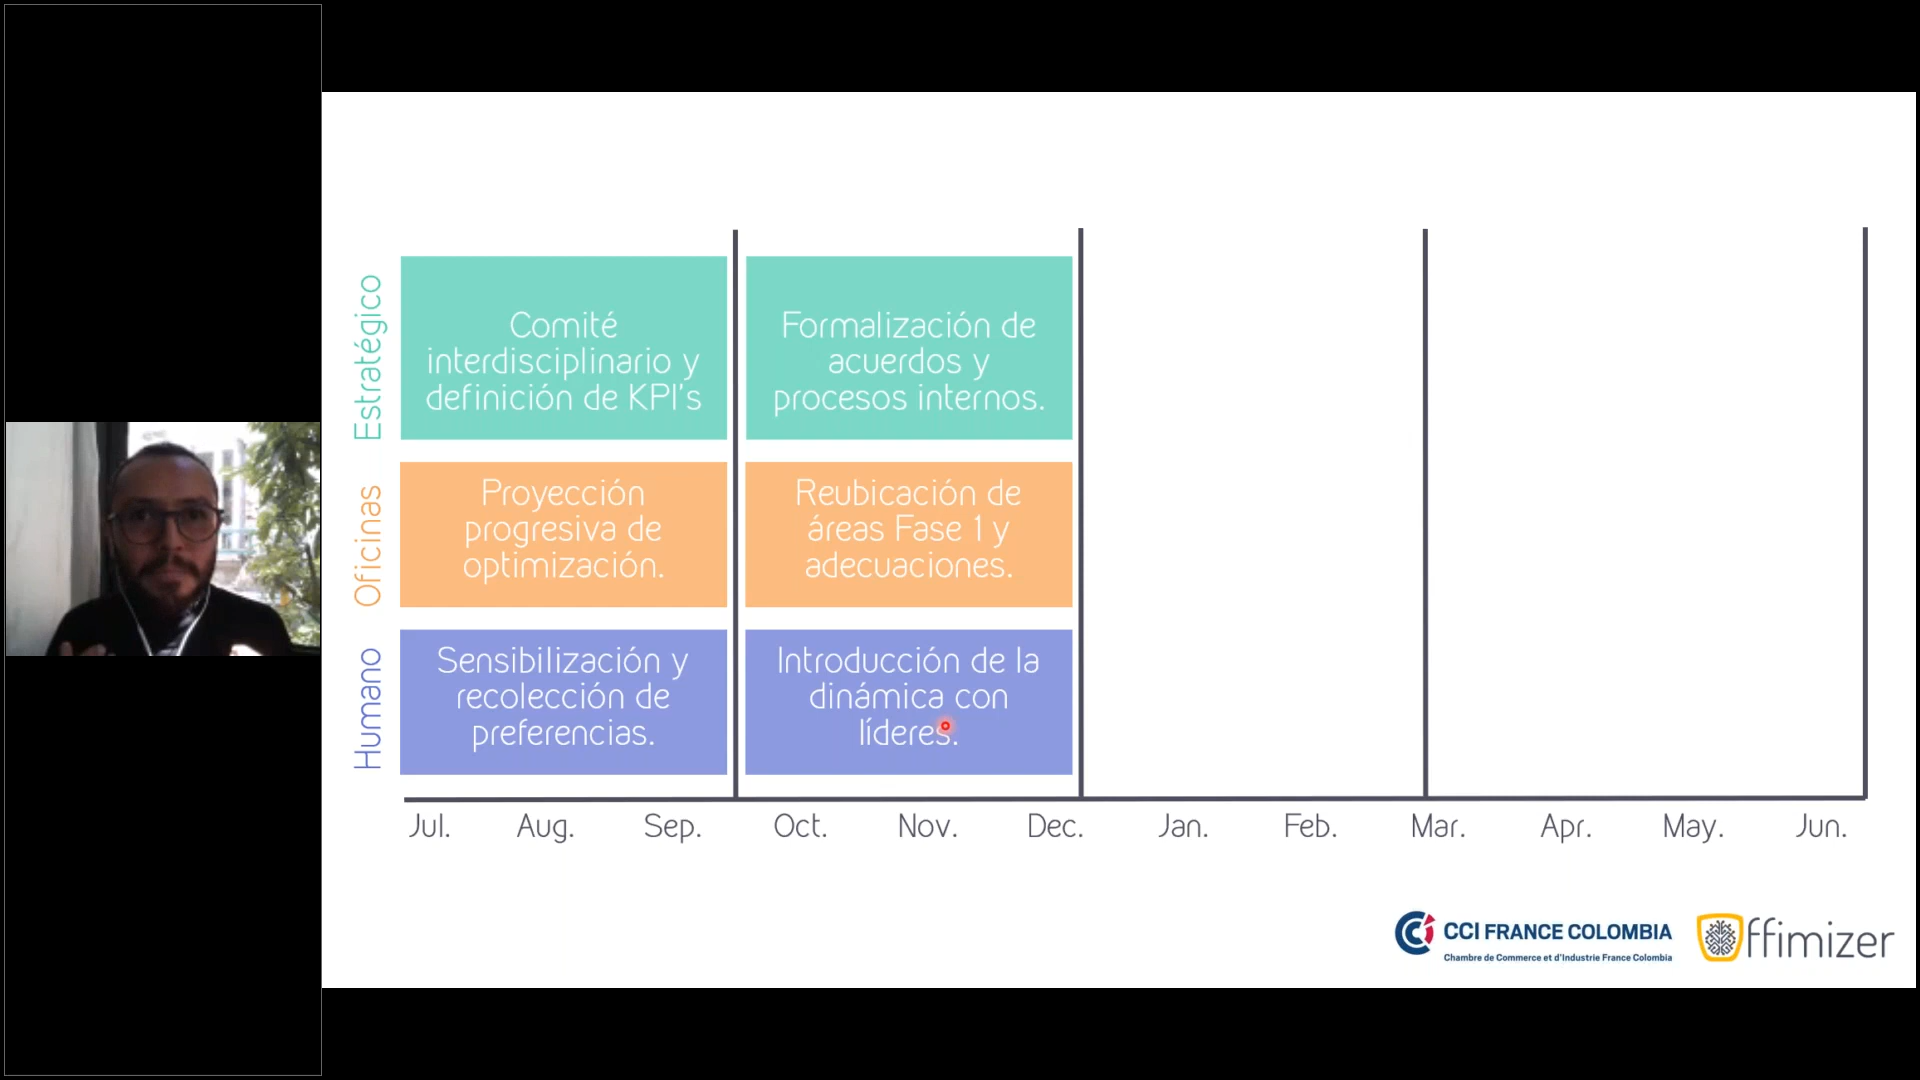 Estratégico
Comité
interdisciplinario y
definición de KPI's
Formalización de
acuerdos y
procesos internos.
Oficinas
Proyección
progresiva de
optimización.
Reubicación de
áreas Fase 1 y
adecuaciones.
Humano
Sensibilización y
recolección de
preferencias.
Introducción de la
dinámica con
líderes.
Jul. Aug. Sep. Oct. Nov. Dec. Jan. Feb. Mar. Apr. May. Jun.
CCI FRANCE COLOMBIA
Chambre de Commerce et d'Industrie France Colombia
ffimizer